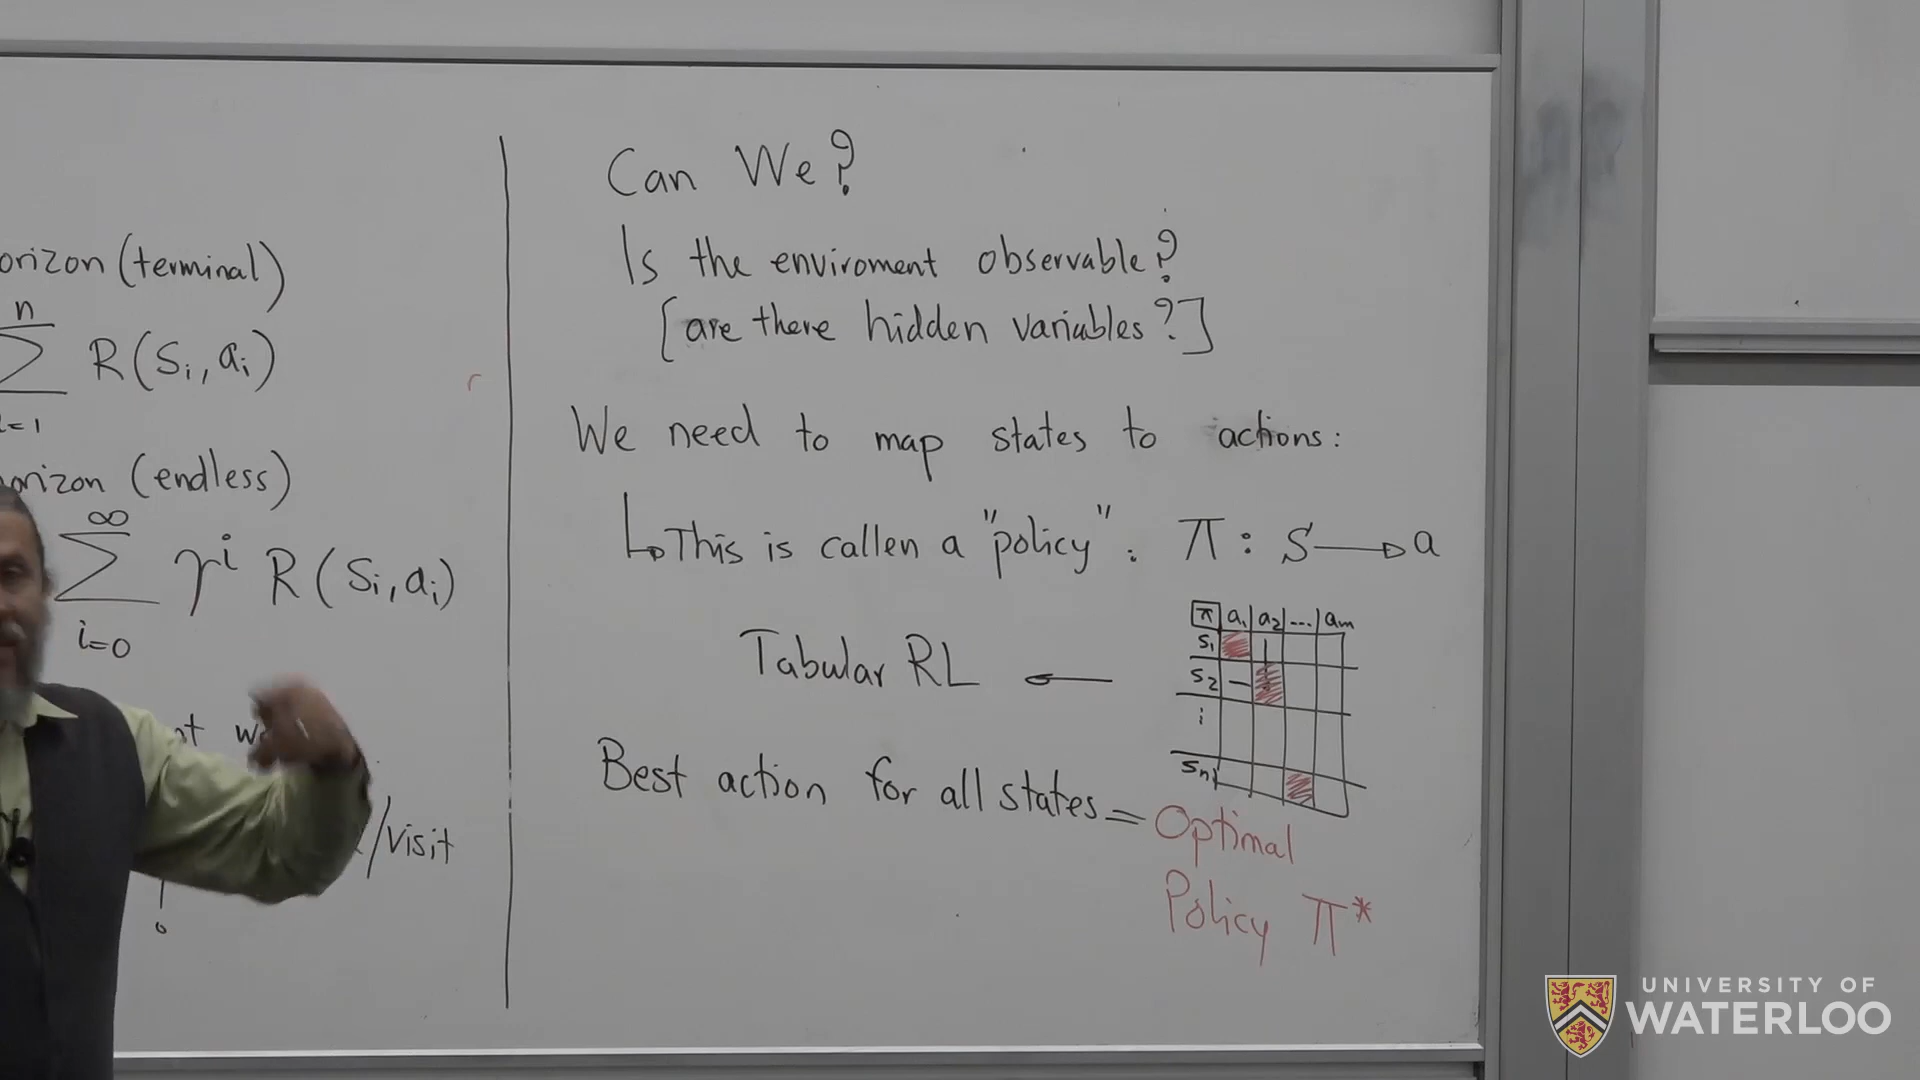 orizon (terminal)
n
∑ R(Si, ai)
i=1
orizon (endless)
∞
∑ γ^i R(Si, ai)
i=0
/visit
Can We?
Is the enviroment observable?
[are there hidden variables?]
We need to map states to actions:
↳ This is callen a "policy": π: S → a
π a1 a2 ... am
S1
S2
Sn
Tabular RL ←
Best action for all states = Optimal
Policy π*
UNIVERSITY OF
WATERLOO